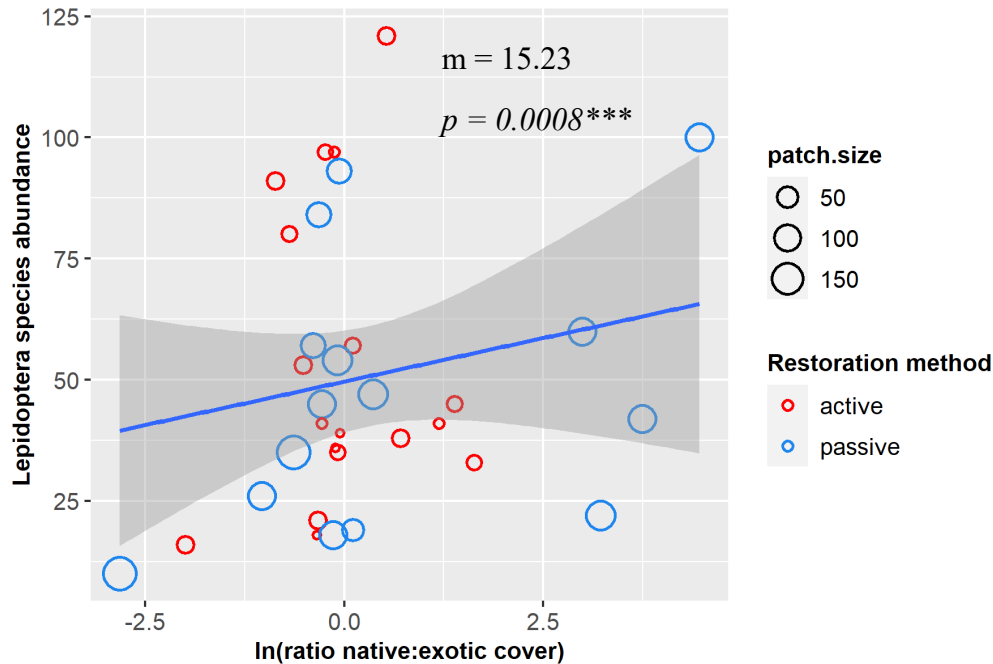 125
100
75
50
25
Lepidoptera species abundance
m = 15.23
p = 0.0008***
-2.5
0.0
2.5
ln(ratio native:exotic cover)
patch.size
50
100
150
Restoration method
active
passive